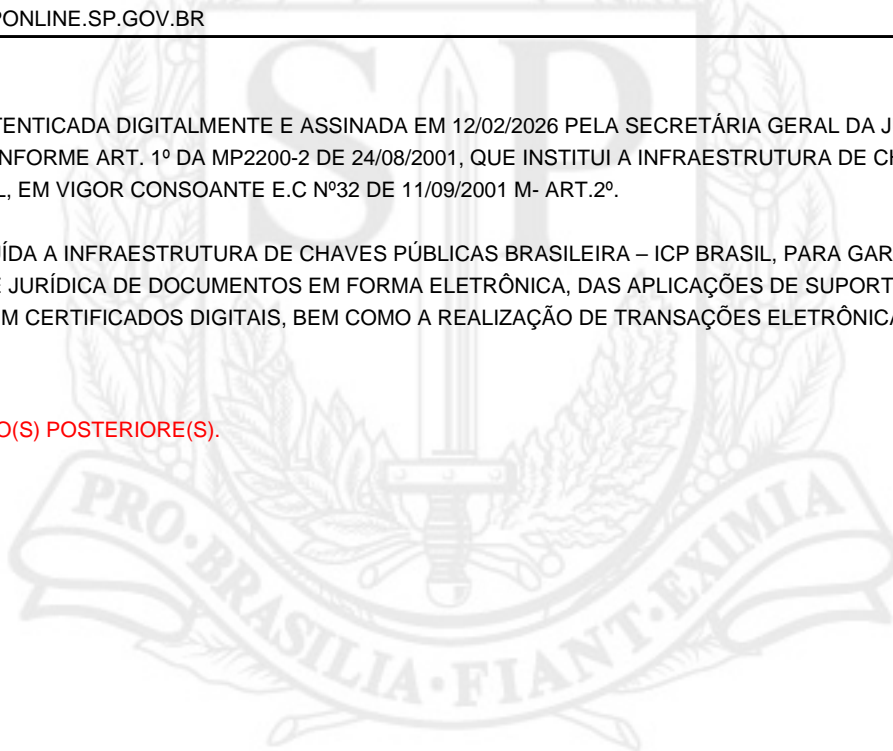 PONLINE.SP.GOV.BR
TENTICADA DIGITALMENTE E ASSINADA EM 12/02/2026 PELA SECRETÁRIA GERAL DA J
NFORME ART. 1º DA MP2200-2 DE 24/08/2001, QUE INSTITUI A INFRAESTRUTURA DE CH
L, EM VIGOR CONSOANTE E.C Nº32 DE 11/09/2001 M- ART.2º.
UÍDA A INFRAESTRUTURA DE CHAVES PÚBLICAS BRASILEIRA – ICP BRASIL, PARA GAR
E JURÍDICA DE DOCUMENTOS EM FORMA ELETRÔNICA, DAS APLICAÇÕES DE SUPORT
EM CERTIFICADOS DIGITAIS, BEM COMO A REALIZAÇÃO DE TRANSAÇÕES ELETRÔNICA
O(S) POSTERIORE(S).
SP
PRO·BRASILIA·FIANT·EXIMIA